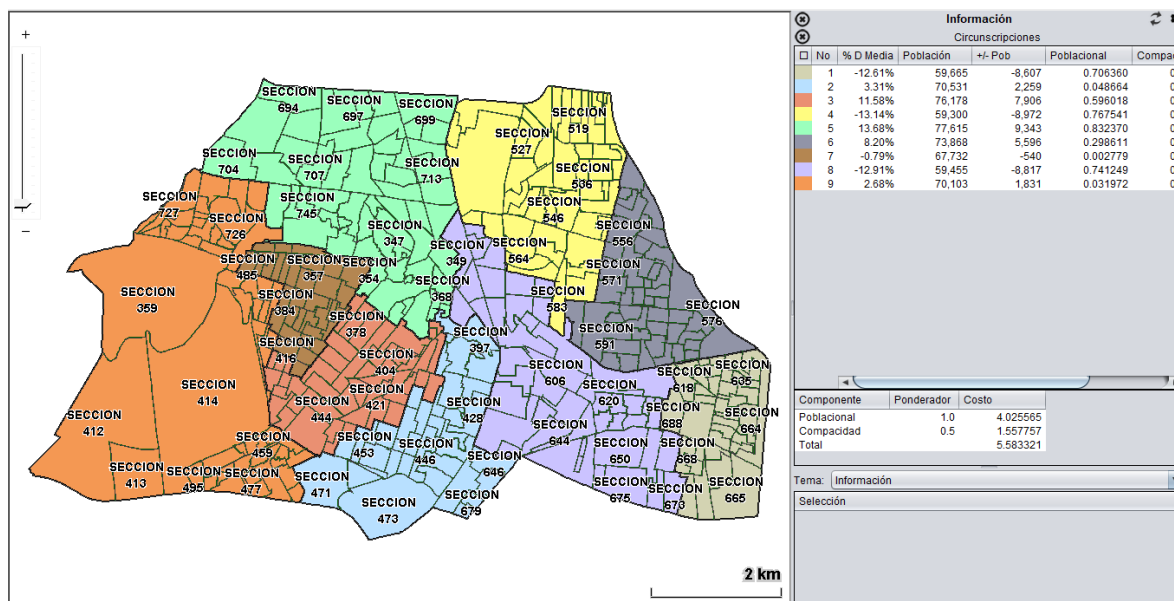 +
−
SECCION 694
SECCION 697
SECCION 699
SECCION 519
SECCION 527
SECCION 704
SECCION 707
SECCION 713
SECCION 536
SECCION 727
SECCION 726
SECCION 745
SECCION 347
SECCION 349
SECCION 546
SECCION 556
SECCION 485
SECCION 357
SECCION 354
SECCION 564
SECCION 571
SECCION 359
SECCION 384
SECCION 368
SECCION 583
SECCION 576
SECCION 378
SECCION 397
SECCION 591
SECCION 416
SECCION 404
SECCION 606
SECCION 618
SECCION 635
SECCION 414
SECCION 421
SECCION 620
SECCION 412
SECCION 444
SECCION 428
SECCION 688
SECCION 664
SECCION 459
SECCION 453
SECCION 446
SECCION 644
SECCION 650
SECCION 668
SECCION 413
SECCION 495
SECCION 477
SECCION 471
SECCION 646
SECCION 675
SECCION 673
SECCION 665
SECCION 473
SECCION 679
2 km
Información
Circunscripciones
No % D Media Población +/- Pob Poblacional Compac
1 -12.61% 59,665 -8,607 0.706360 0
2 3.31% 70,531 2,259 0.048664 0
3 11.58% 76,178 7,906 0.596018 0
4 -13.14% 59,300 -8,972 0.767541 0
5 13.68% 77,615 9,343 0.832370 0
6 8.20% 73,868 5,596 0.298611 0
7 -0.79% 67,732 -540 0.002779 0
8 -12.91% 59,455 -8,817 0.741249 0
9 2.68% 70,103 1,831 0.031972 0
Componente Ponderador Costo
Poblacional 1.0 4.025565
Compacidad 0.5 1.557757
Total 5.583321
Tema: Información
Selección